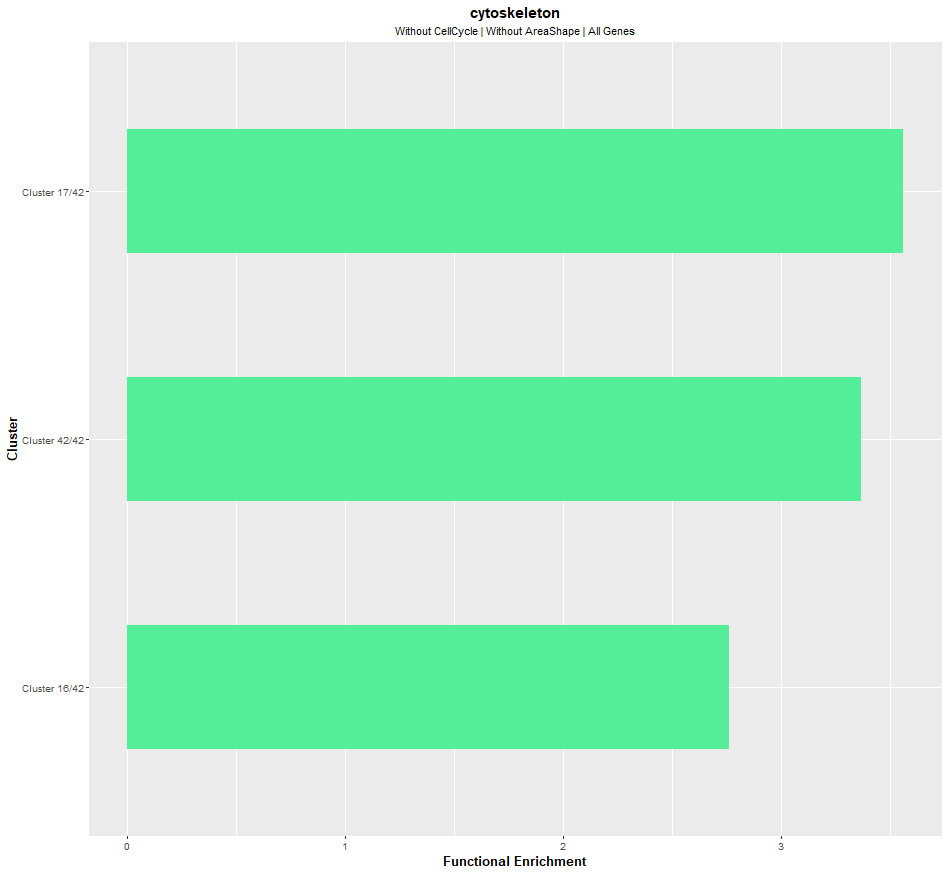 cytoskeleton
Without CellCycle | Without AreaShape | All Genes
Cluster 17/42
Cluster 42/42
Cluster 16/42
Cluster
0 1 2 3
Functional Enrichment